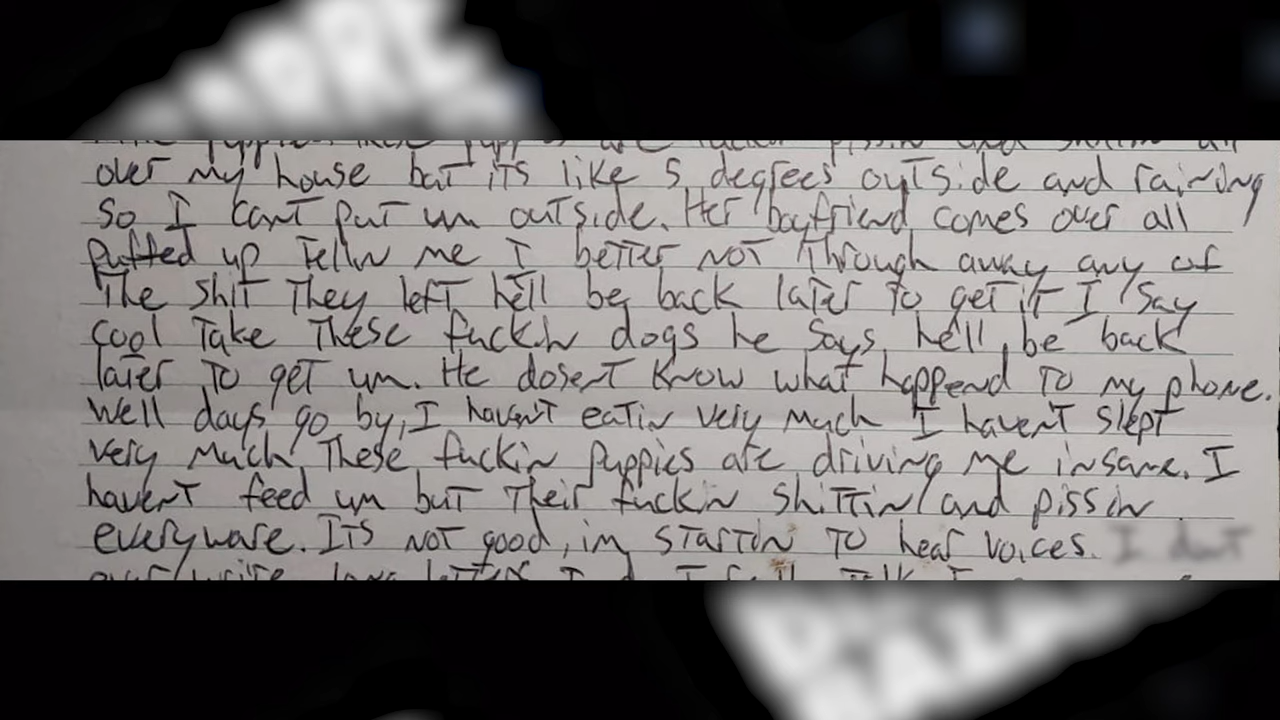 over my house but its like 5 degrees outside and raining
so I cant put um outside. Her boyfriend comes over all
puffed up Tellin me I better not through away any of
The shit They left he'll be back later to get it I say
cool Take These fuckin dogs he says he'll be back
later To get um. He dosent know what happend To my phone.
Well days go by, I havent eatin very much I havent slept
very much, These fuckin puppies are driving me insane. I
havent feed um but Their fuckin shittin and pissin
everyware. Its not good, im startin To hear voices. I dont